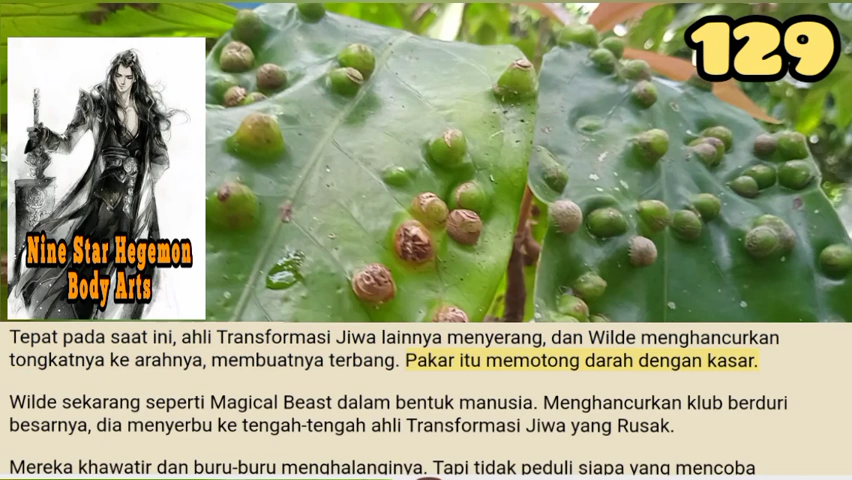 129
Nine Star Hegemon
Body Arts
Tepat pada saat ini, ahli Transformasi Jiwa lainnya menyerang, dan Wilde menghancurkan
tongkatnya ke arahnya, membuatnya terbang. Pakar itu memotong darah dengan kasar.
Wilde sekarang seperti Magical Beast dalam bentuk manusia. Menghancurkan klub berduri
besarnya, dia menyerbu ke tengah-tengah ahli Transformasi Jiwa yang Rusak.
Mereka khawatir dan buru-buru menghalanginya. Tapi tidak peduli siapa yang mencoba